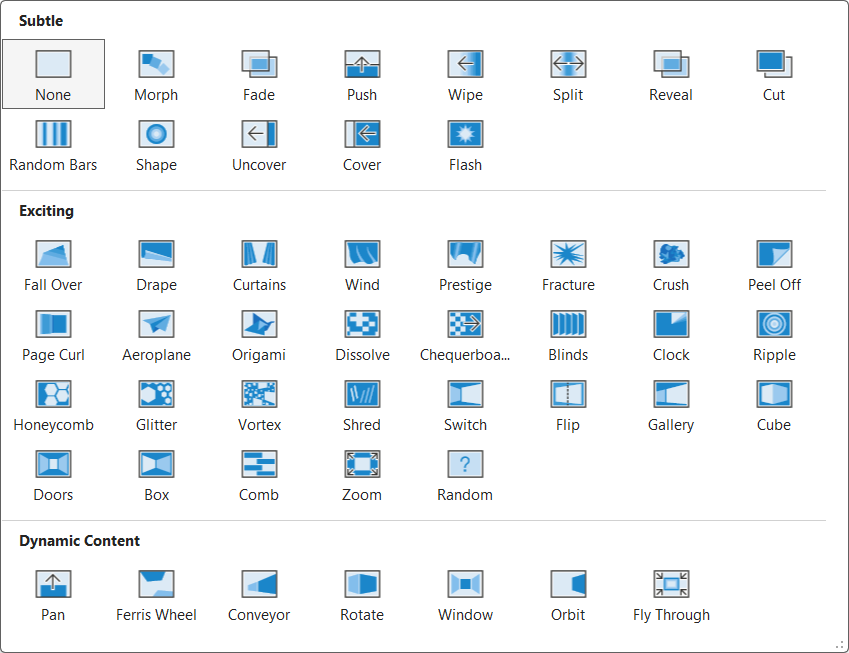 Subtle
None Morph Fade Push Wipe Split Reveal Cut
Random Bars Shape Uncover Cover Flash
Exciting
Fall Over Drape Curtains Wind Prestige Fracture Crush Peel Off
Page Curl Aeroplane Origami Dissolve Chequerboa... Blinds Clock Ripple
Honeycomb Glitter Vortex Shred Switch Flip Gallery Cube
?
Doors Box Comb Zoom Random
Dynamic Content
Pan Ferris Wheel Conveyor Rotate Window Orbit Fly Through